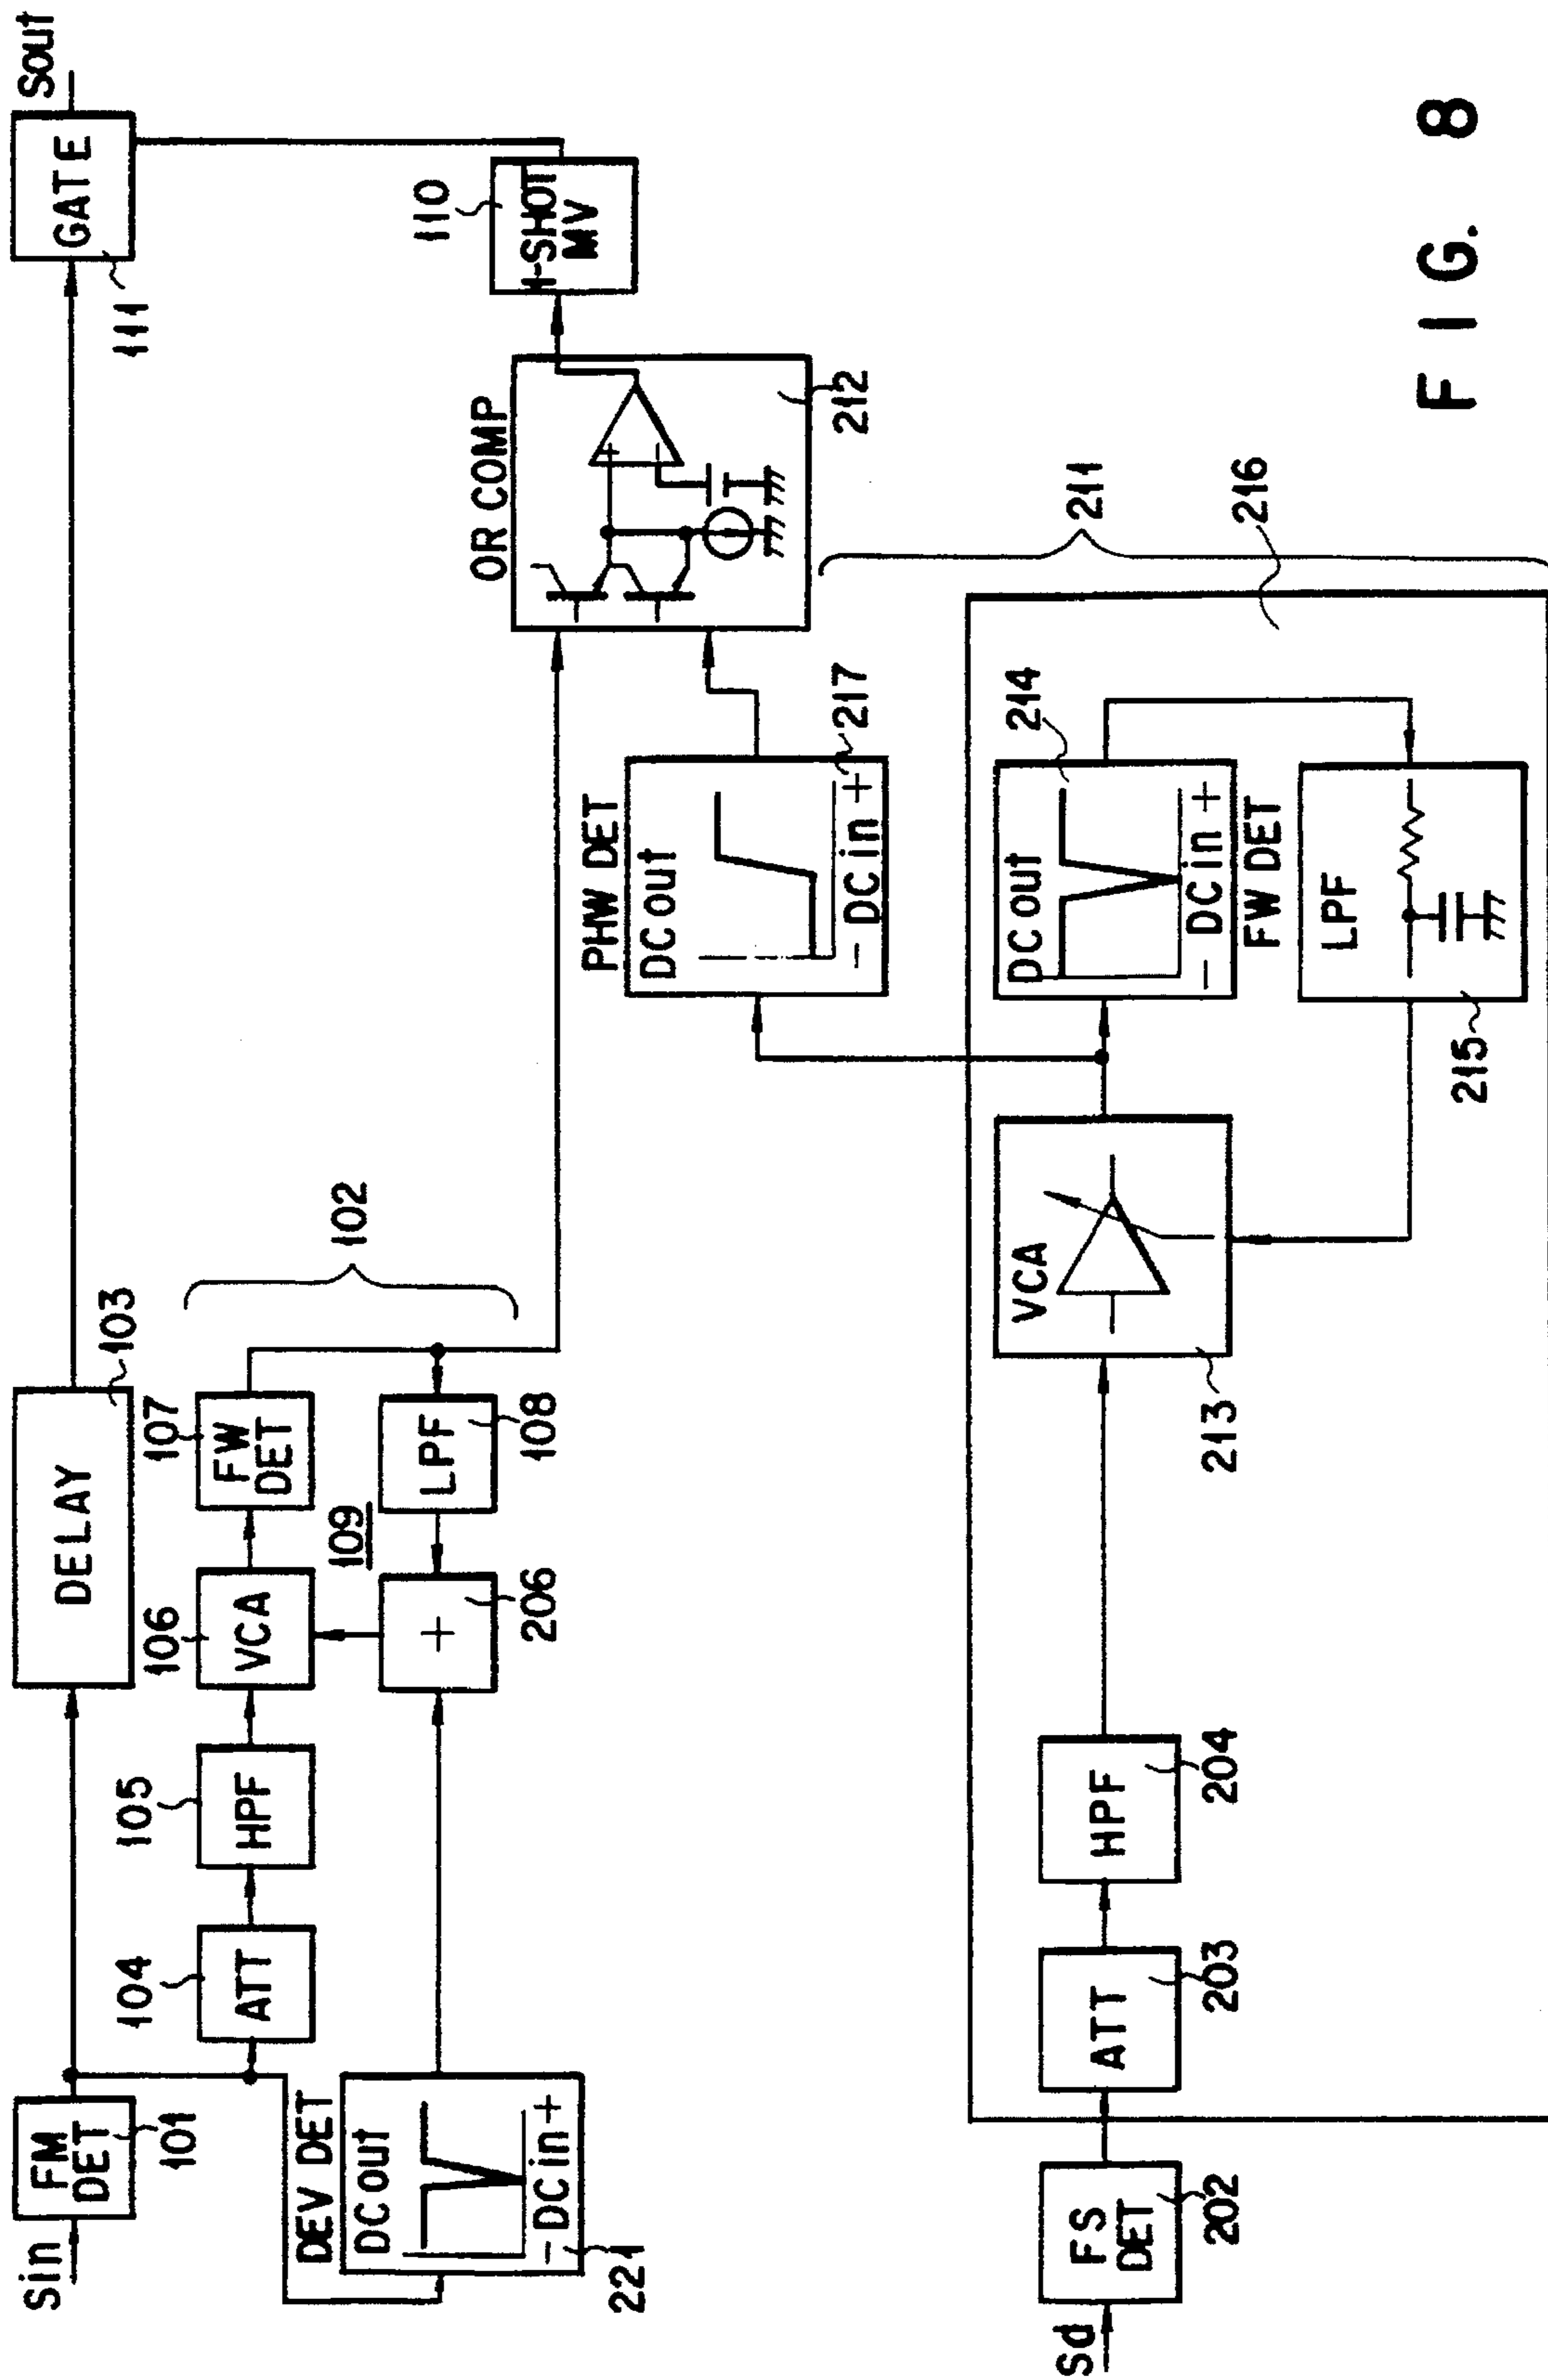 Sin
FM
DET
101
DELAY
103
GATE
111
Sout
104
ATT
105
HPF
106
VCA
107
FW
DET
102
109
LPF
108
+
206
DEV DET
DC out
- DC in +
221
OR COMP
+
-
212
110
1-SHOT
MV
PHW DET
DC out
- DC in +
217
211
216
Sd
FS
DET
202
ATT
203
HPF
204
VCA
213
214
DC out
- DC in +
FW DET
LPF
215
FIG. 8